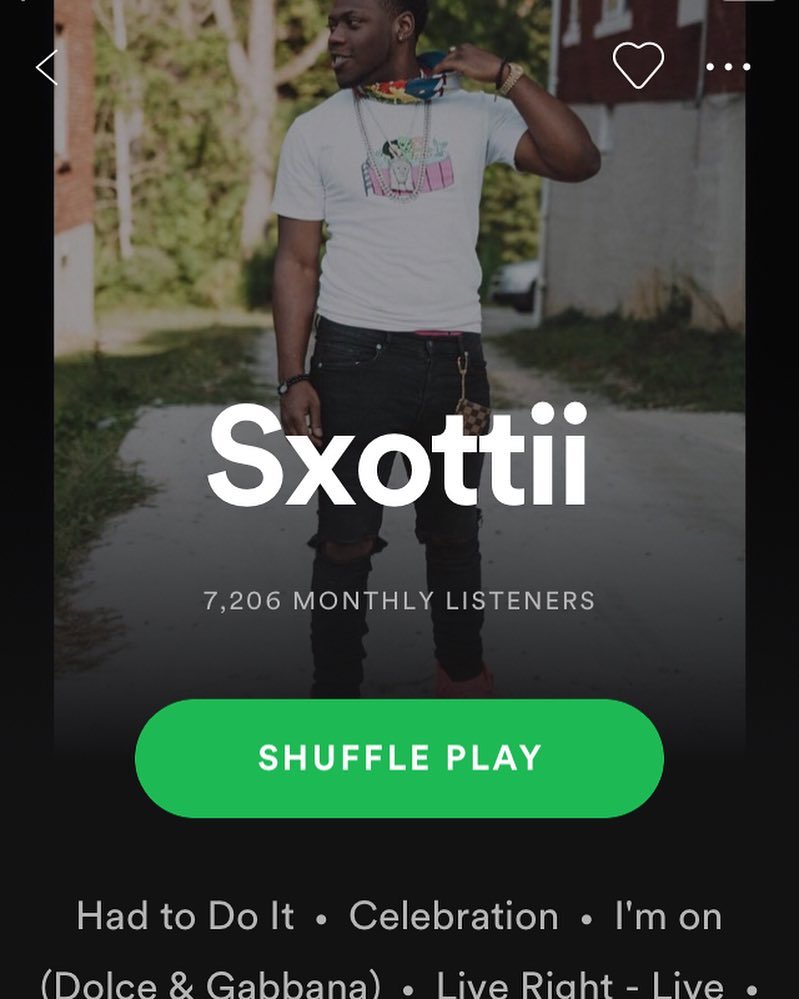 Sxottii
7,206 MONTHLY LISTENERS
SHUFFLE PLAY
Had to Do It • Celebration • I'm on
(Dolce & Gabbana) • Live Right - Live •